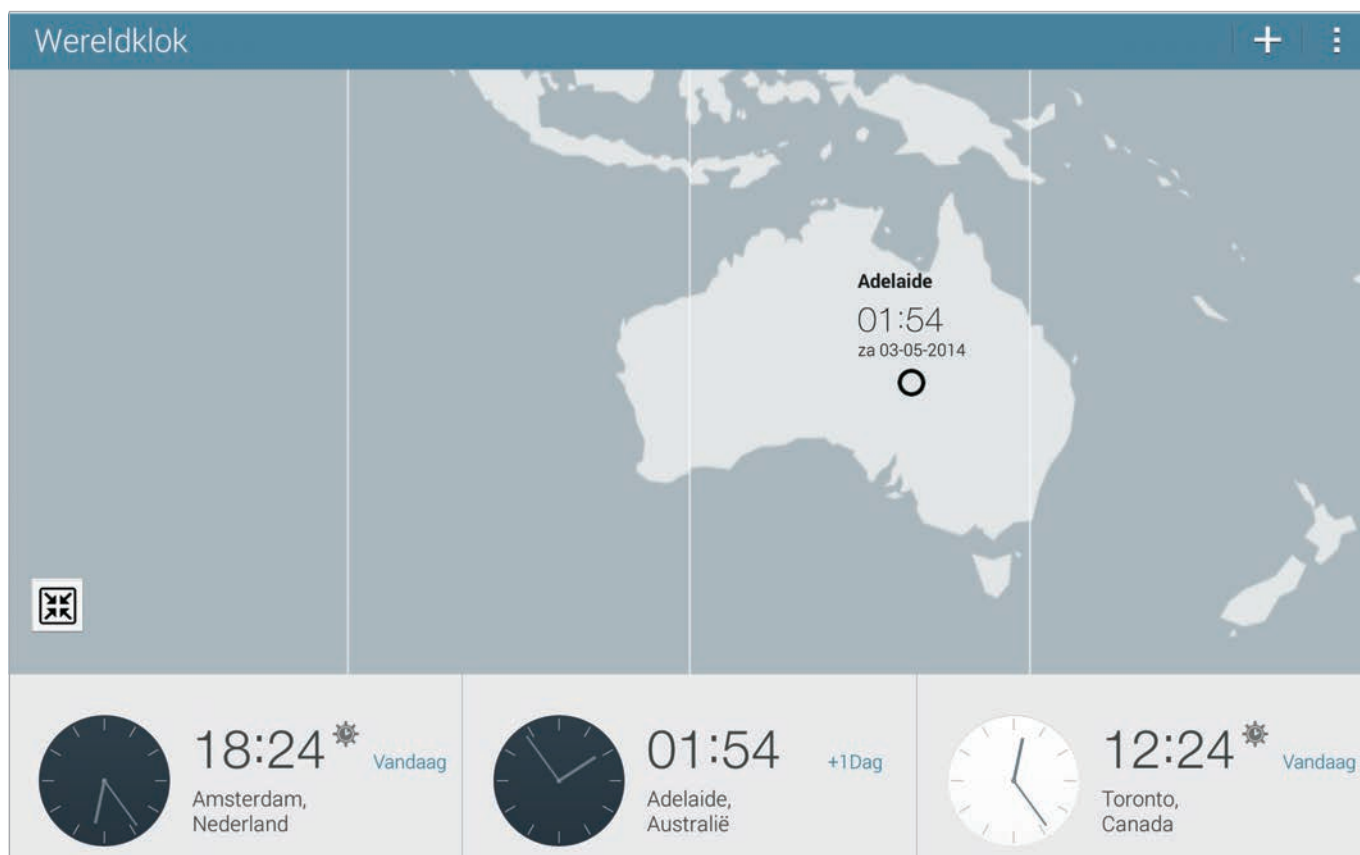 Wereldklok
Adelaide
01:54
za 03-05-2014
18:24
Vandaag
Amsterdam,
Nederland
01:54
+1Dag
Adelaide,
Australië
12:24
Vandaag
Toronto,
Canada